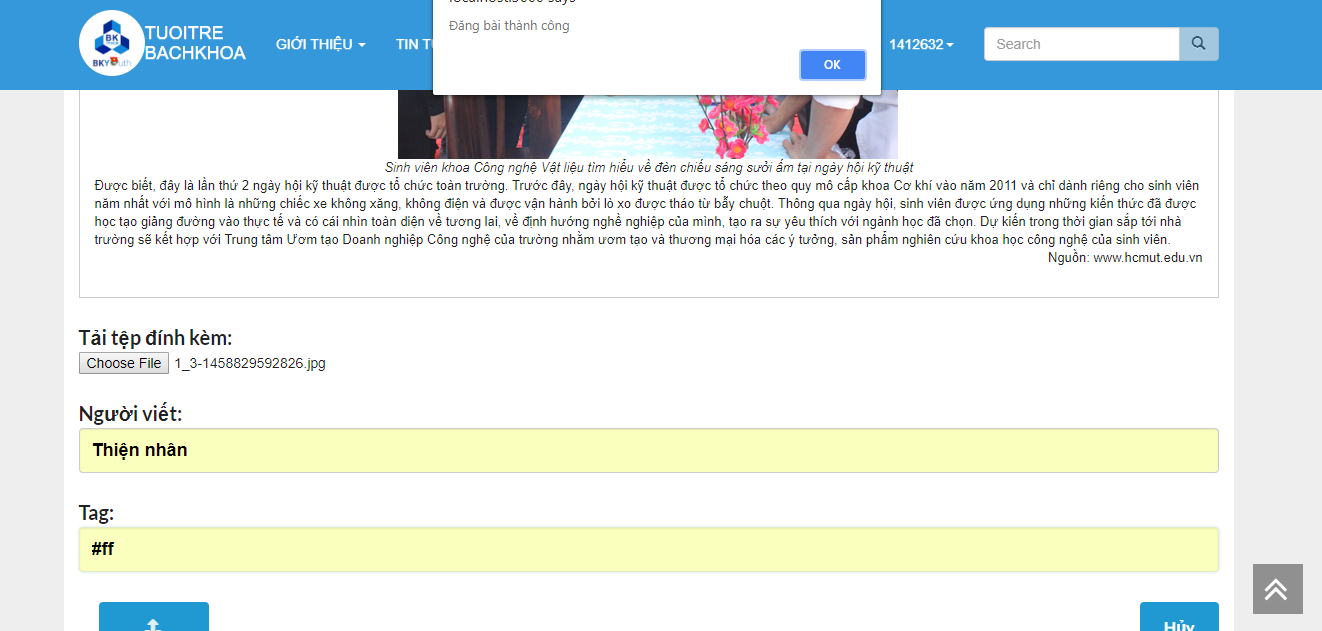 localhost:3000 says
Đăng bài thành công
OK
BK
BKYouth
TUOITRE
BACHKHOA
GIỚI THIỆU
TIN
1412632
Search
Sinh viên khoa Công nghệ Vật liệu tìm hiểu về đèn chiếu sáng sưởi ấm tại ngày hội kỹ thuật
Được biết, đây là lần thứ 2 ngày hội kỹ thuật được tổ chức toàn trường. Trước đây, ngày hội kỹ thuật được tổ chức theo quy mô cấp khoa Cơ khí vào năm 2011 và chỉ dành riêng cho sinh viên
năm nhất với mô hình là những chiếc xe không xăng, không điện và được vận hành bởi lò xo được tháo từ bẫy chuột. Thông qua ngày hội, sinh viên được ứng dụng những kiến thức đã được
học tạo giảng đường vào thực tế và có cái nhìn toàn diện về tương lai, về định hướng nghề nghiệp của mình, tạo ra sự yêu thích với ngành học đã chọn. Dự kiến trong thời gian sắp tới nhà
trường sẽ kết hợp với Trung tâm Ươm tạo Doanh nghiệp Công nghệ của trường nhằm ươm tạo và thương mại hóa các ý tưởng, sản phẩm nghiên cứu khoa học công nghệ của sinh viên.
Nguồn: www.hcmut.edu.vn
Tải tệp đính kèm:
Choose File 1_3-1458829592826.jpg
Người viết:
Thiện nhân
Tag:
#ff
Hủy